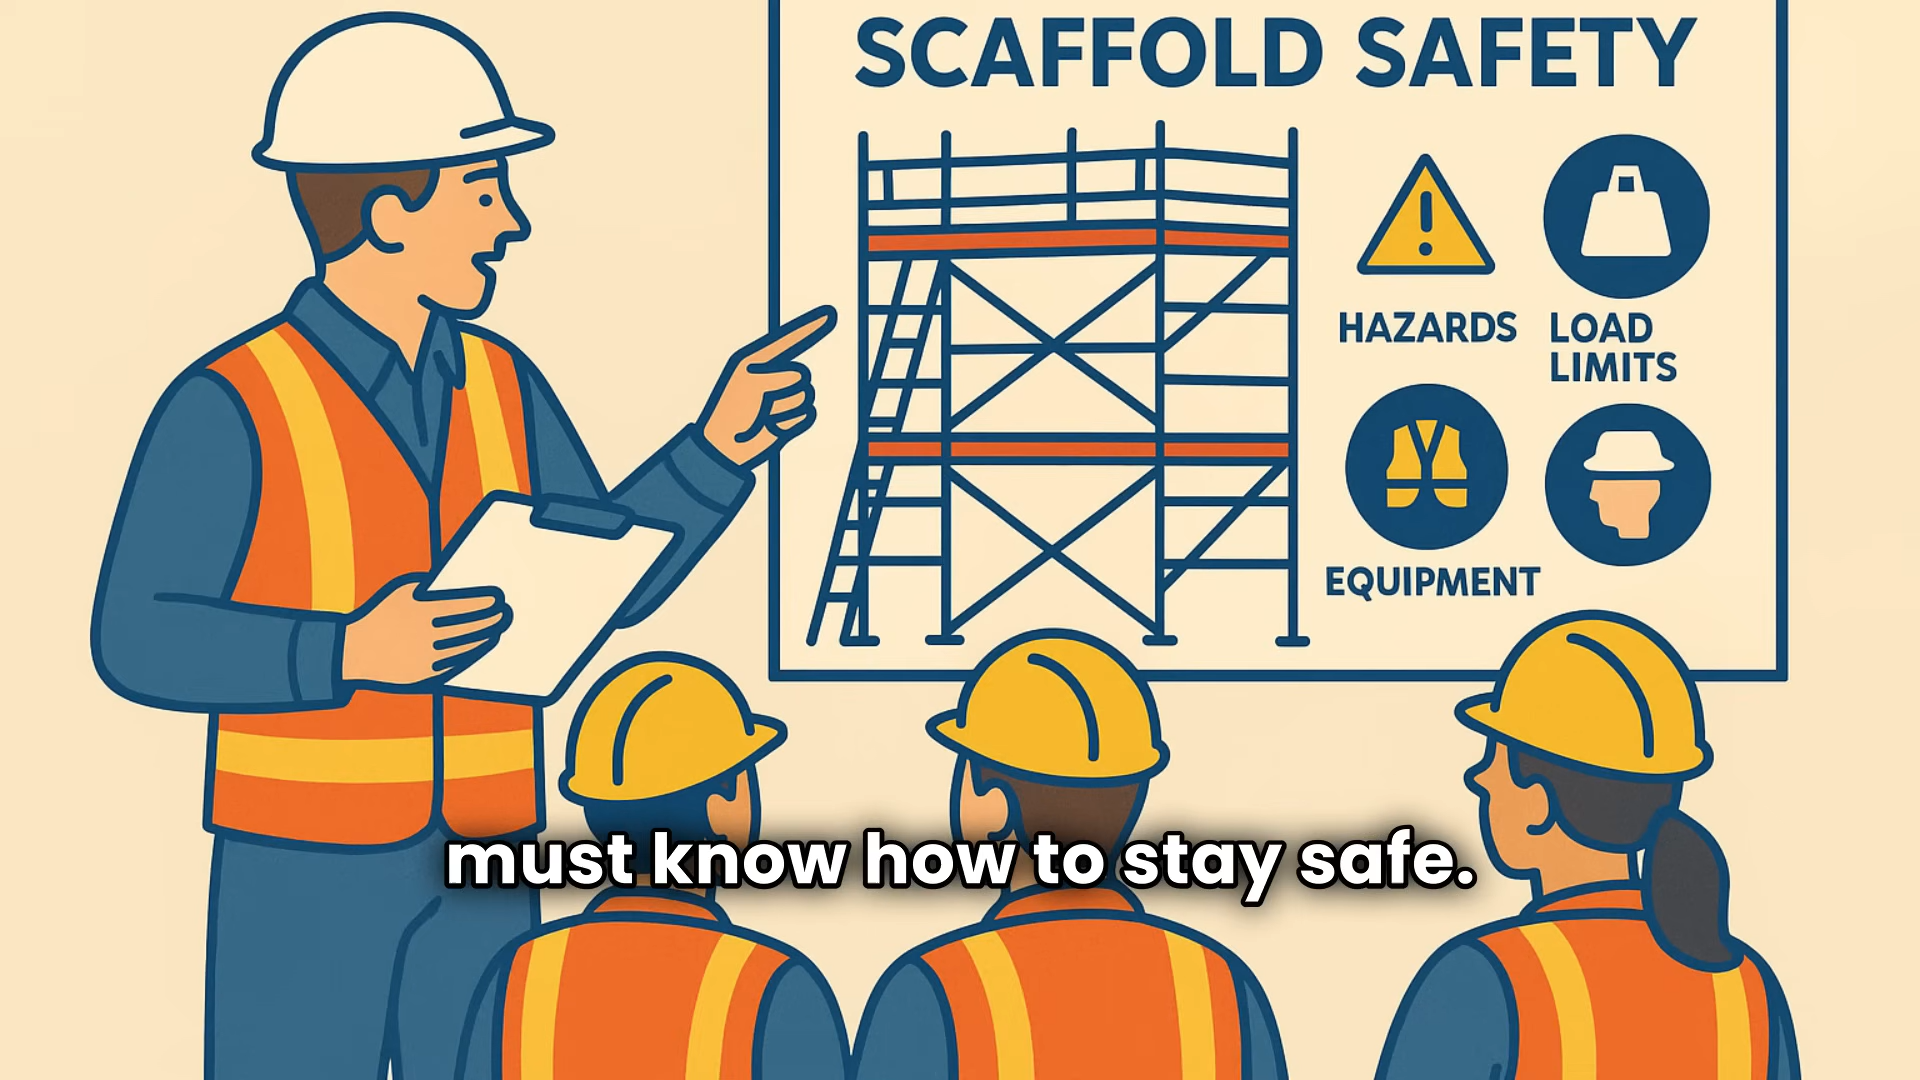 SCAFFOLD SAFETY
HAZARDS
LOAD
LIMITS
EQUIPMENT
must know how to stay safe.